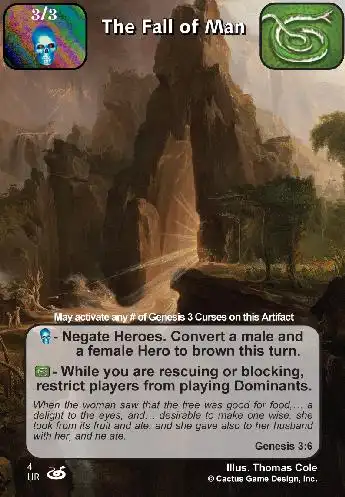 3/3
The Fall of Man
May activate any # of Genesis 3 Curses on this Artifact
- Negate Heroes. Convert a male and
a female Hero to brown this turn.
- While you are rescuing or blocking,
restrict players from playing Dominants.
When the woman saw that the tree was good for food,... a
delight to the eyes, and... desirable to make one wise, she
took from its fruit and ate; and she gave also to her husband
with her, and he ate.
Genesis 3:6
4
UR
Illus. Thomas Cole
© Cactus Game Design, Inc.